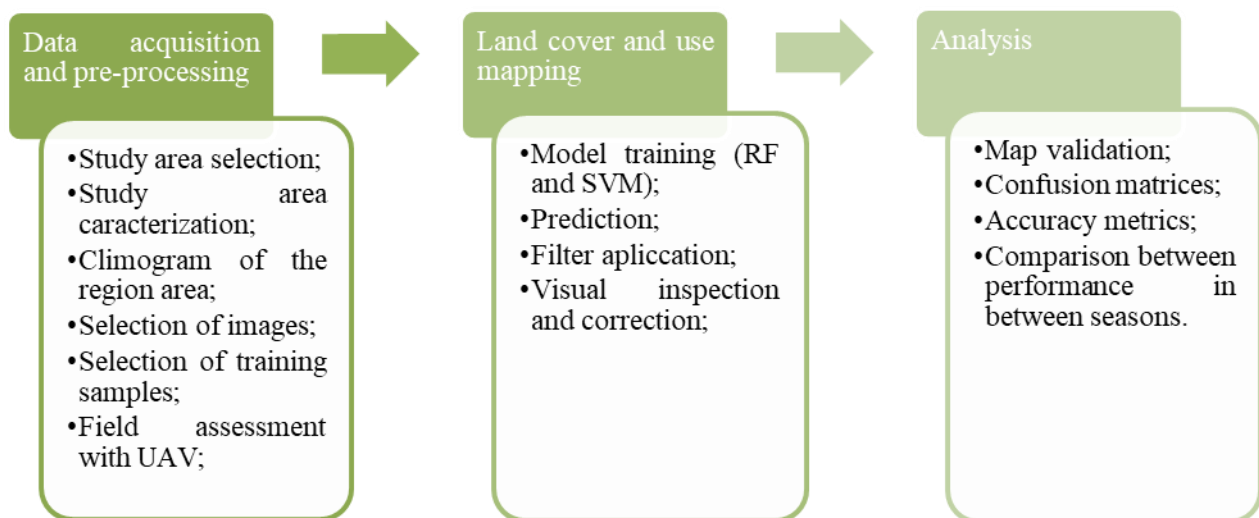 Data acquisition
and pre-processing
•Study area selection;
•Study area
caracterization;
•Climogram of the
region area;
•Selection of images;
•Selection of training
samples;
•Field assessment
with UAV;
Land cover and use
mapping
•Model training (RF
and SVM);
•Prediction;
•Filter apliccation;
•Visual inspection
and correction;
Analysis
•Map validation;
•Confusion matrices;
•Accuracy metrics;
•Comparison between
performance in
between seasons.